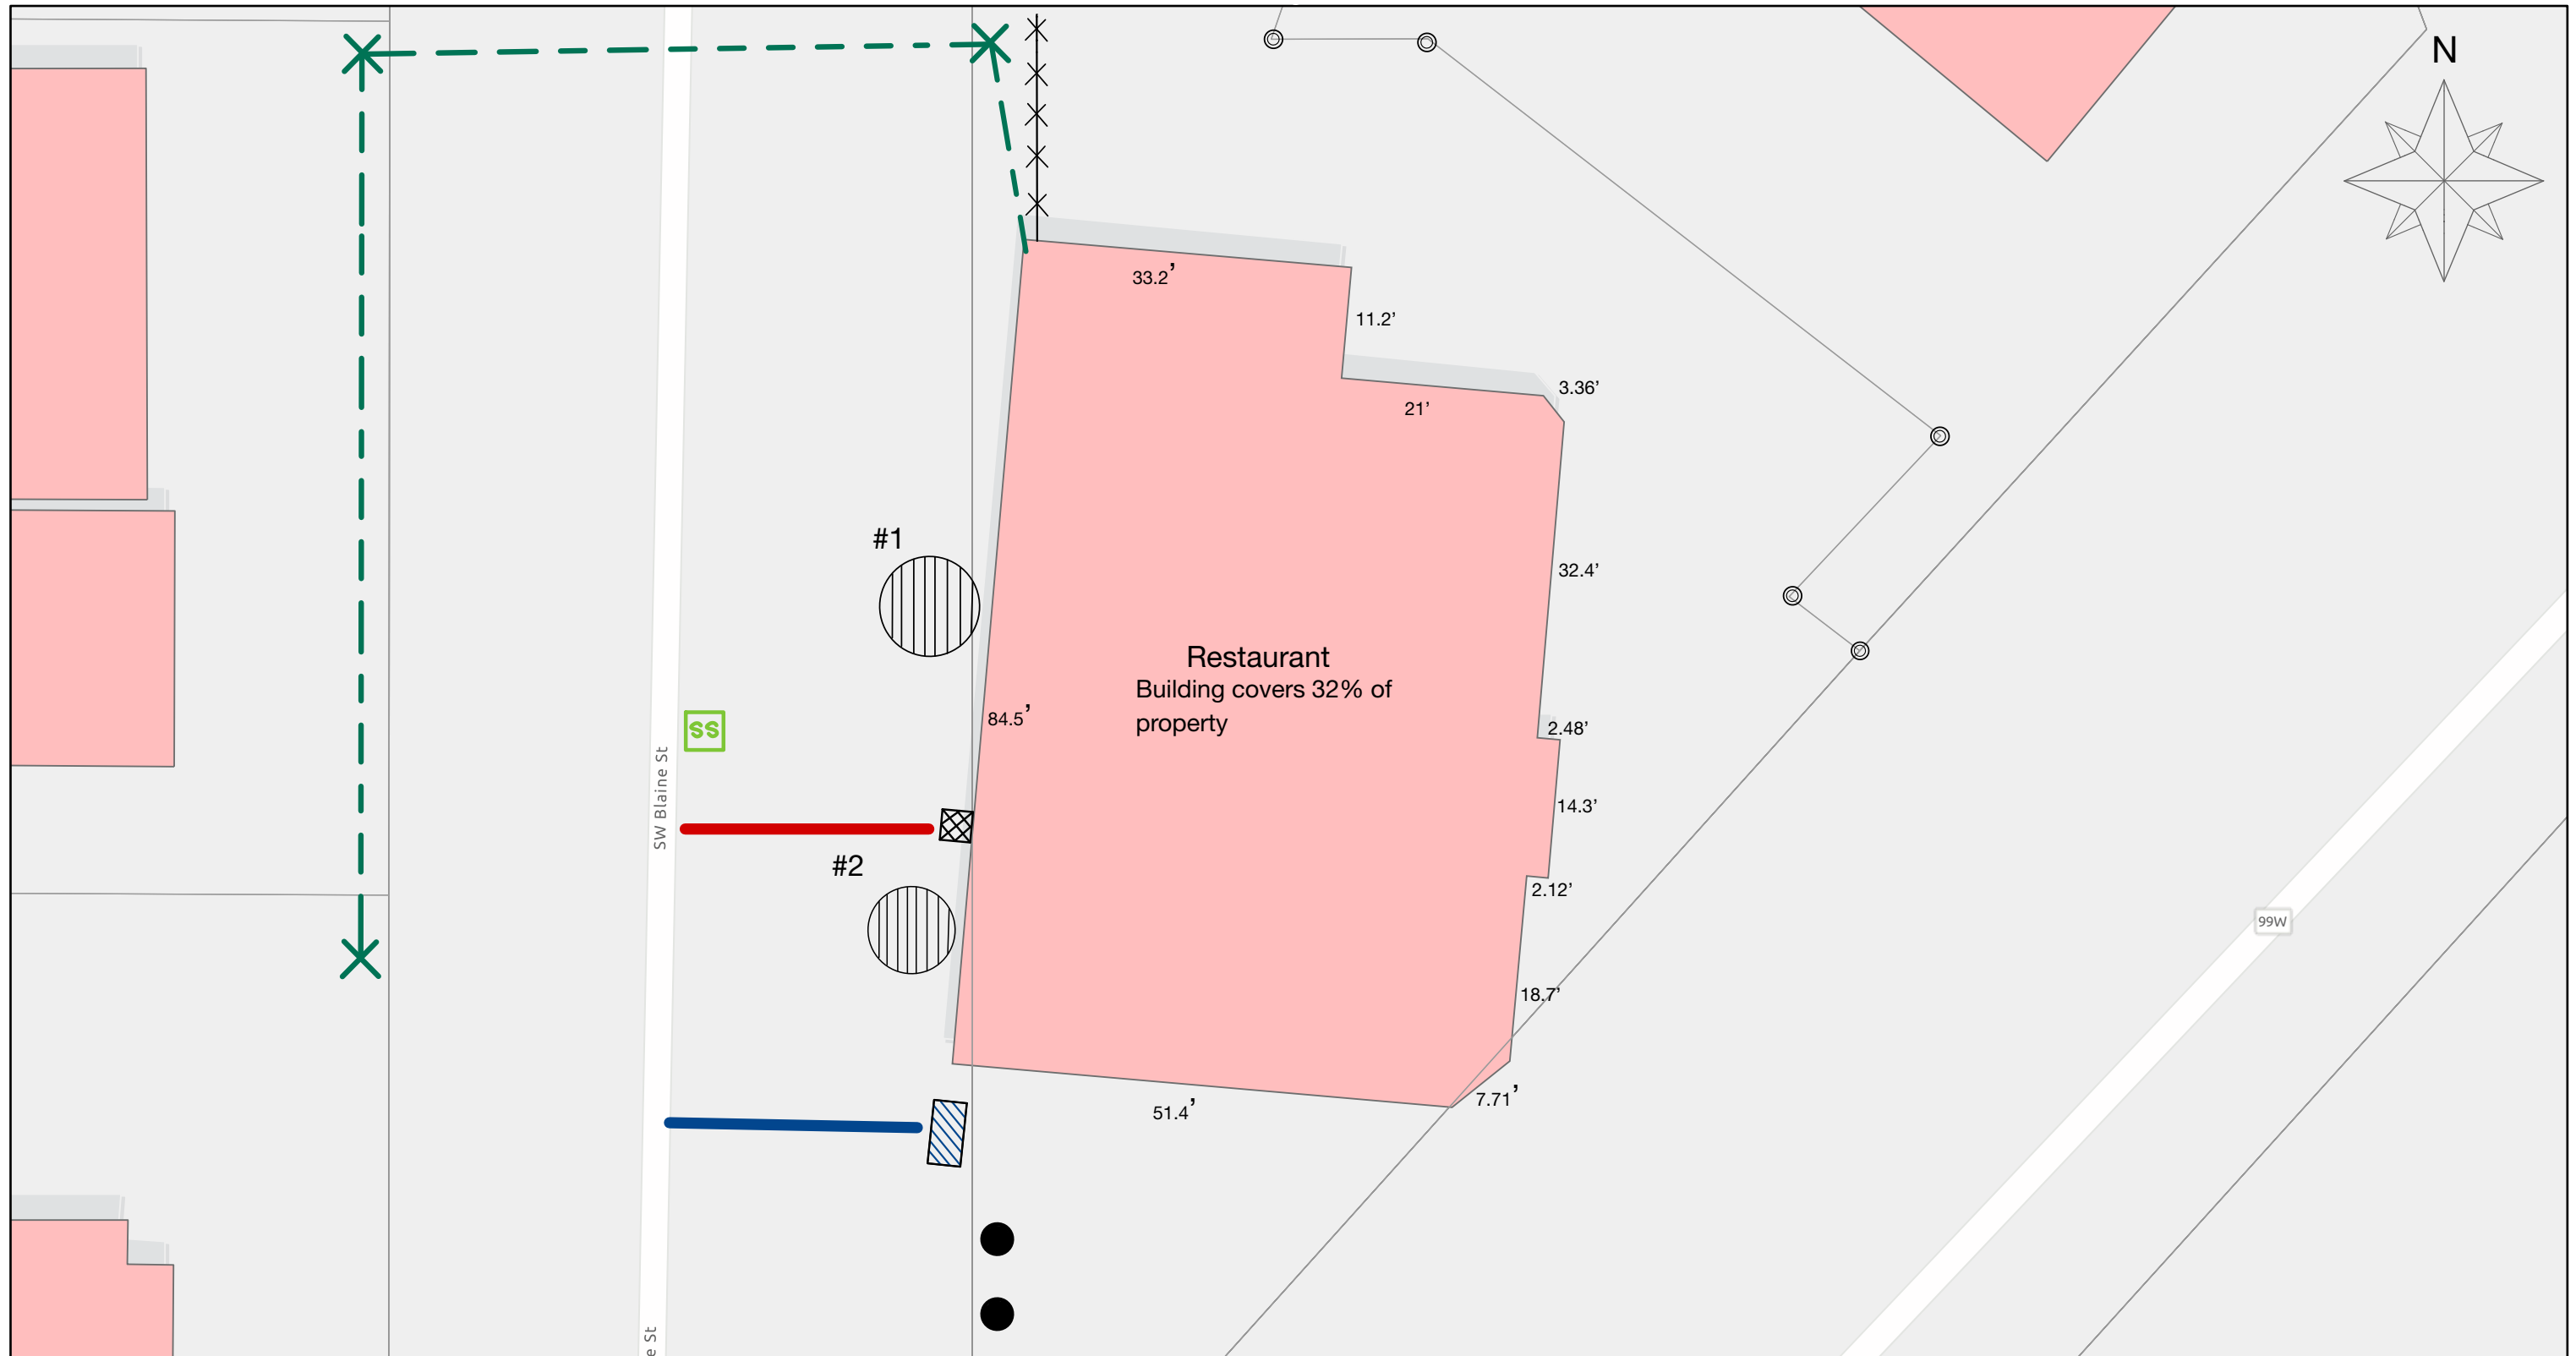 N
33.2’
11.2’
3.36’
21’
#1
32.4’
Restaurant
Building covers 32% of
property
84.5’
ss
2.48’
SW Blaine St
14.3’
#2
2.12’
99W
18.7’
7.71’
51.4’
e St